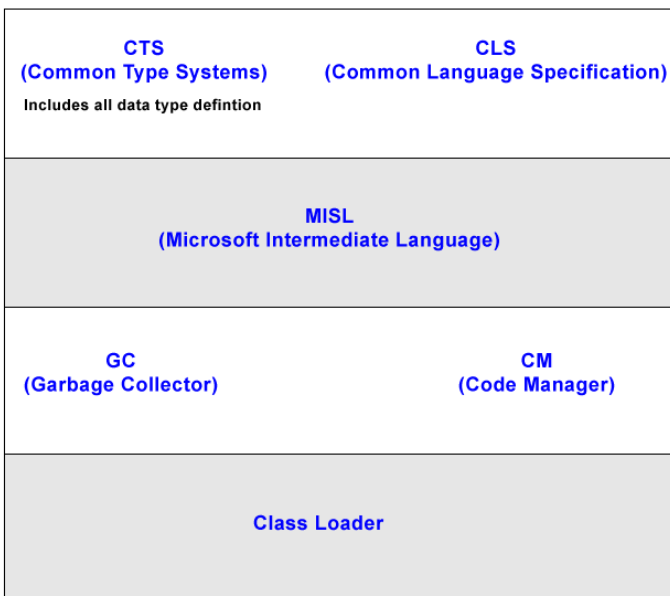 CTS
(Common Type Systems)
Includes all data type defintion
CLS
(Common Language Specification)
MISL
(Microsoft Intermediate Language)
GC
(Garbage Collector)
CM
(Code Manager)
Class Loader